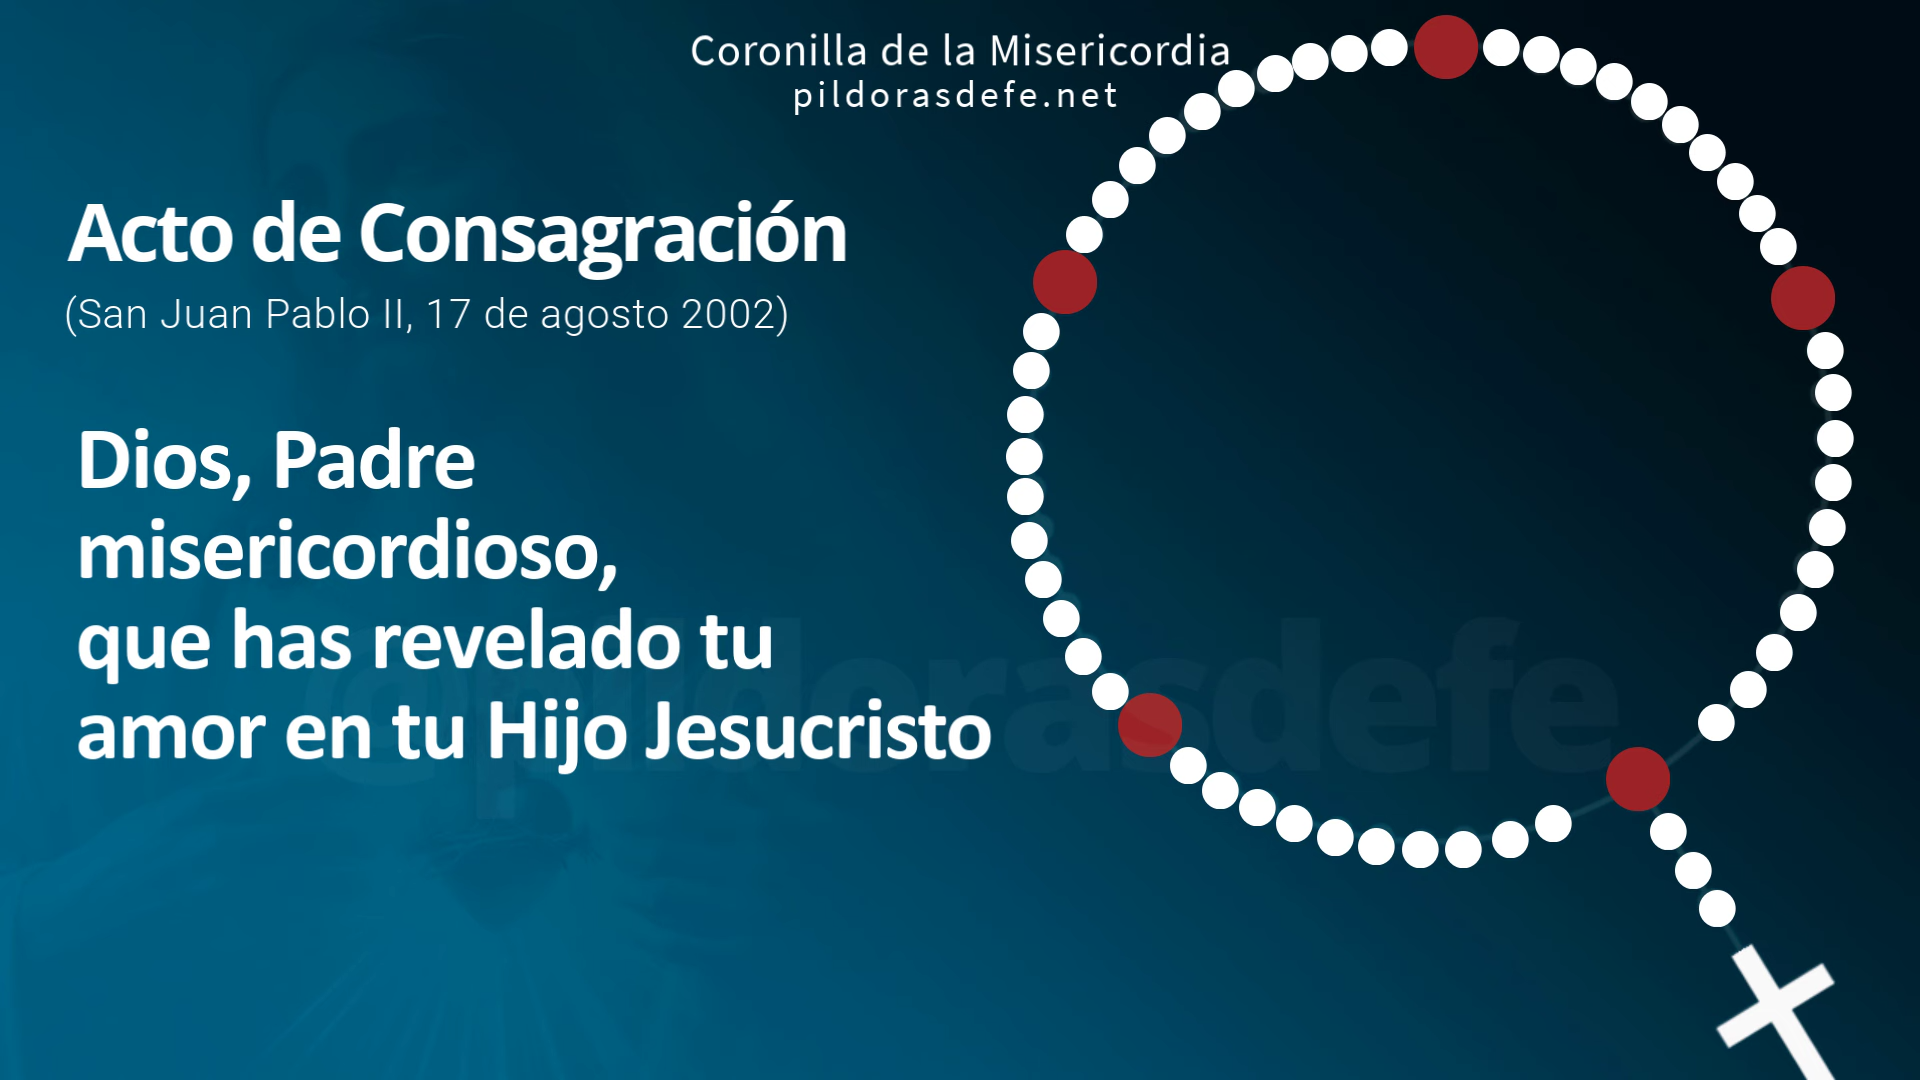 Coronilla de la Misericordia
pildorasdefe.net
Acto de Consagración
(San Juan Pablo II, 17 de agosto 2002)
Dios, Padre
misericordioso,
que has revelado tu
amor en tu Hijo Jesucristo
@pildorasdefe